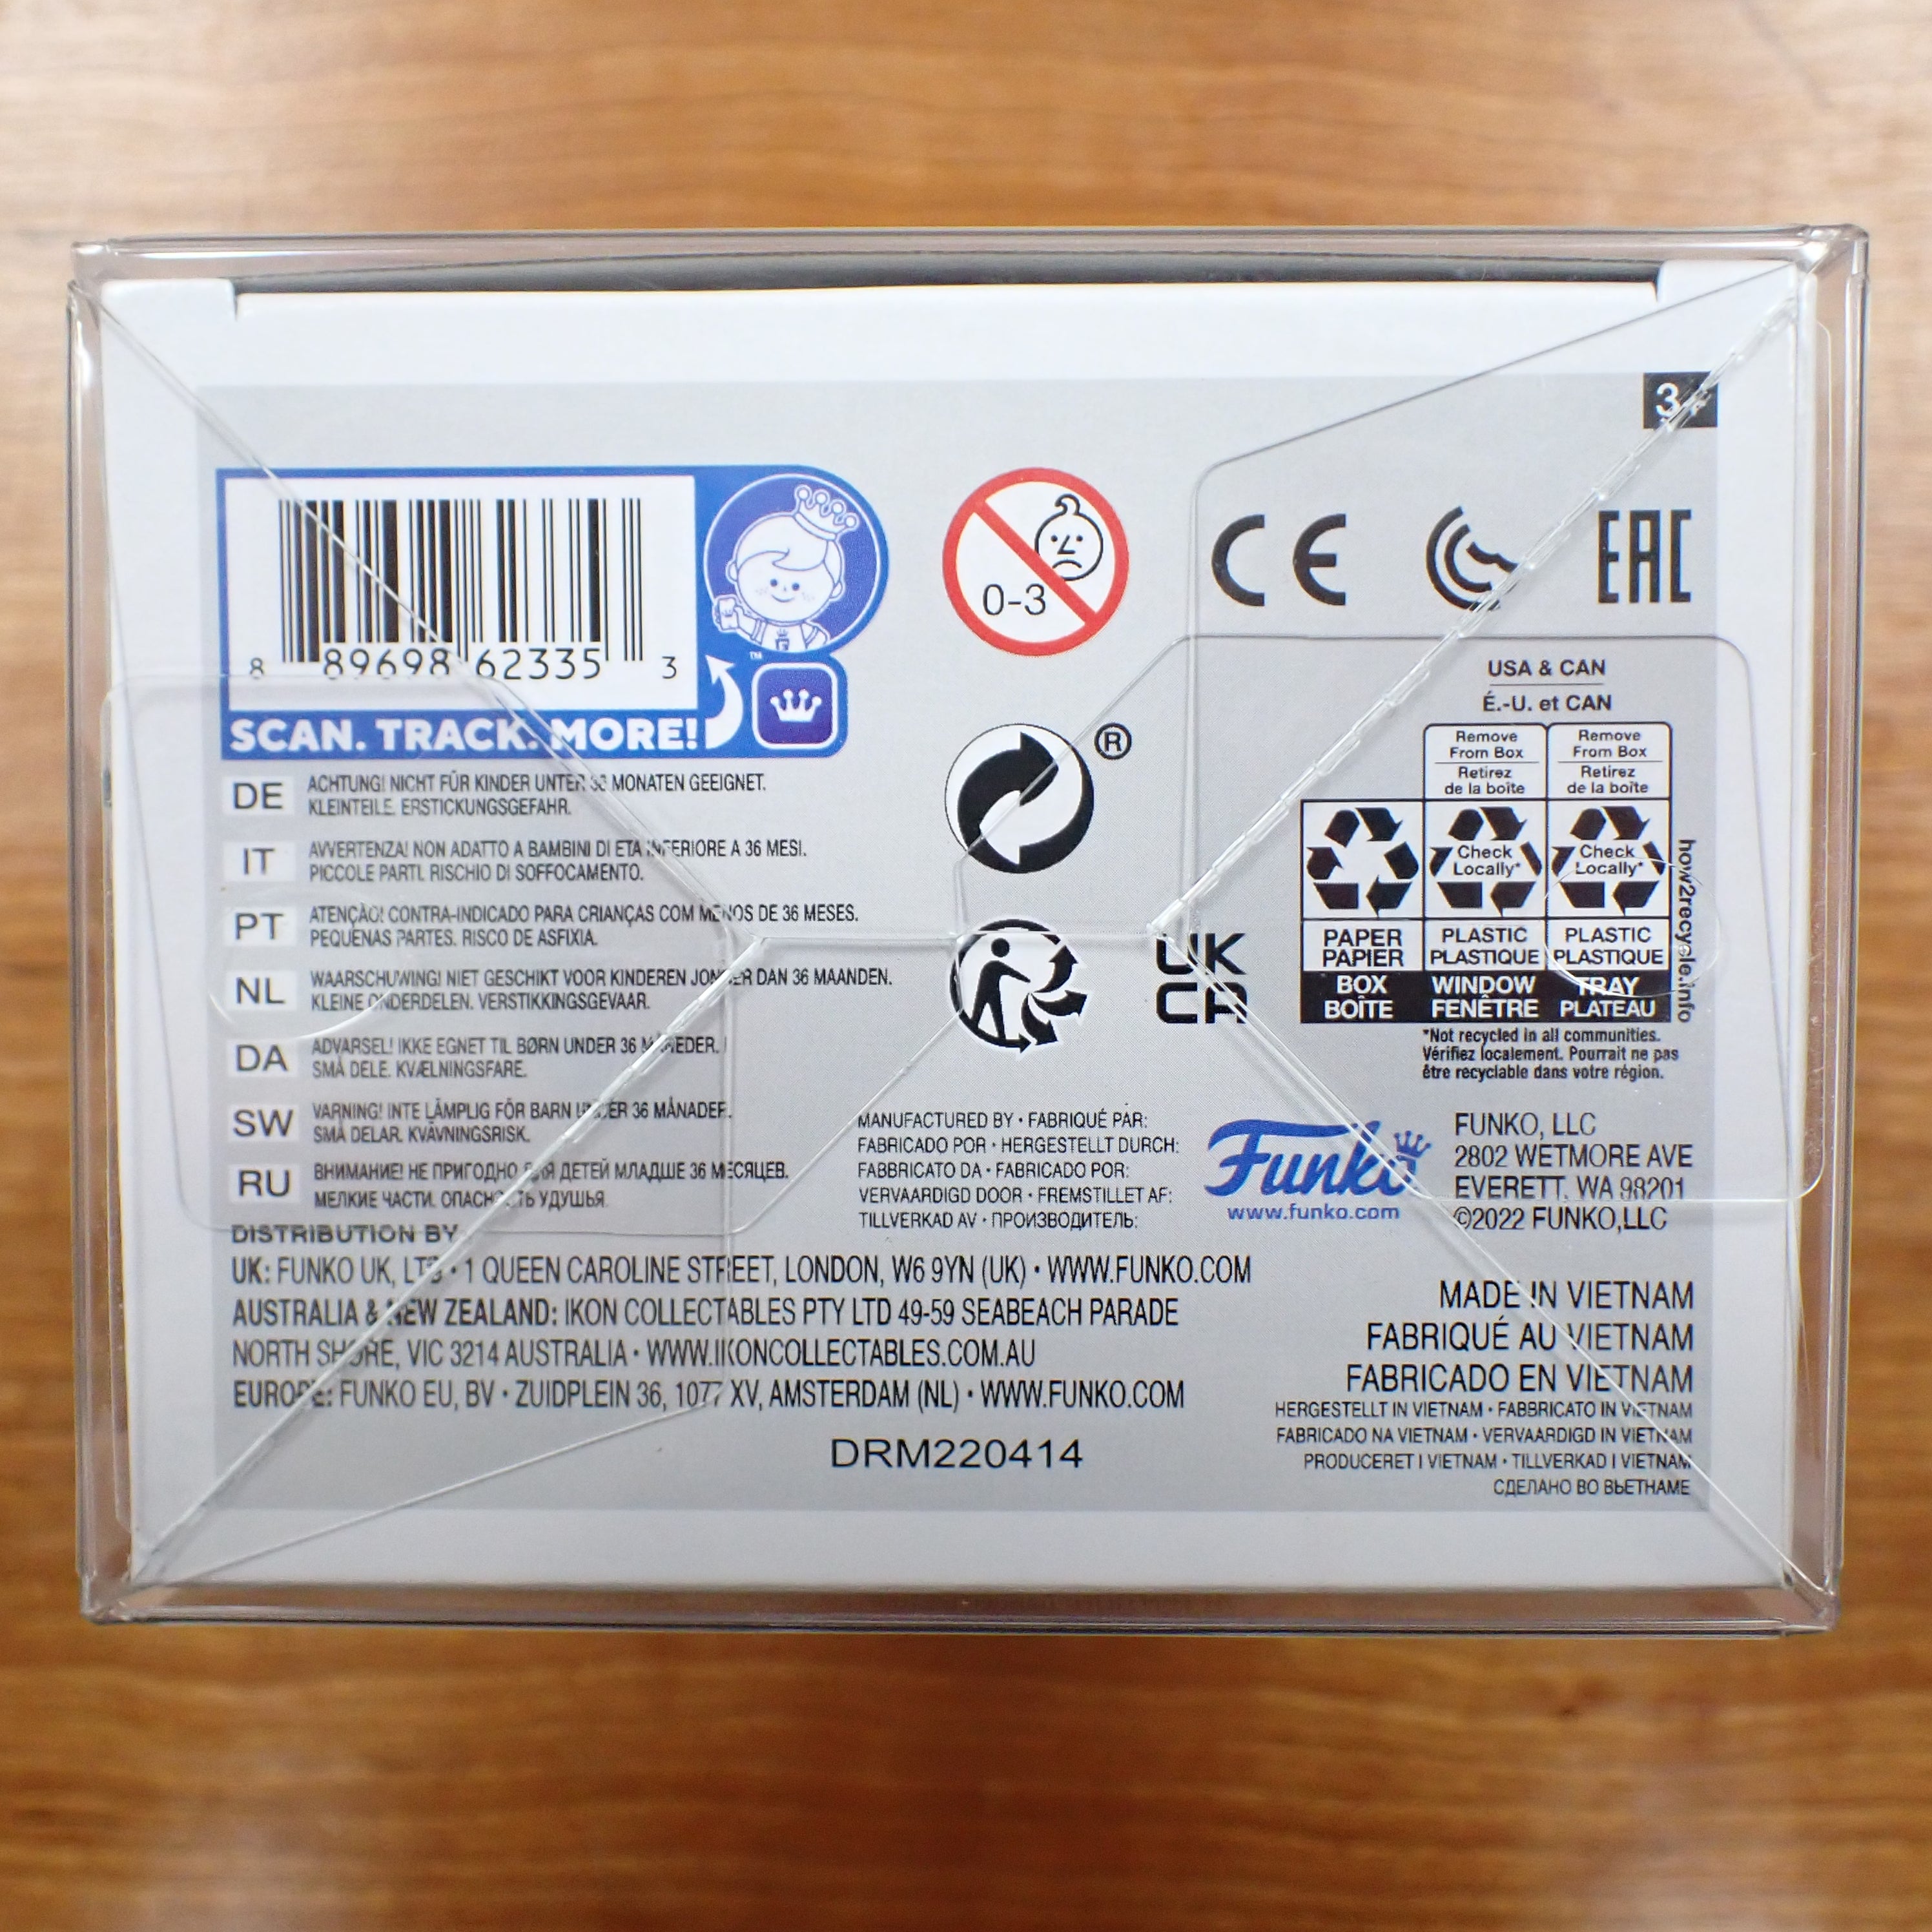 3+
8 89698 62335 3
™
SCAN. TRACK. MORE!
0-3
CE
EAC
®
DE ACHTUNG! NICHT FÜR KINDER UNTER 36 MONATEN GEEIGNET.
KLEINTEILE. ERSTICKUNGSGEFAHR.
IT AVVERTENZA! NON ADATTO A BAMBINI DI ETA INFERIORE A 36 MESI.
PICCOLE PARTI. RISCHIO DI SOFFOCAMENTO.
PT ATENÇÃO! CONTRA-INDICADO PARA CRIANÇAS COM MENOS DE 36 MESES.
PEQUENAS PARTES. RISCO DE ASFIXIA.
NL WAARSCHUWING! NIET GESCHIKT VOOR KINDEREN JONGER DAN 36 MAANDEN.
KLEINE ONDERDELEN. VERSTIKKINGSGEVAAR.
DA ADVARSEL! IKKE EGNET TIL BØRN UNDER 36 MÅNEDER.
SMÅ DELE. KVÆLNINGSFARE.
SW VARNING! INTE LÄMPLIG FÖR BARN UNDER 36 MÅNADER.
SMÅ DELAR. KVÄVNINGSRISK.
RU ВНИМАНИЕ! НЕ ПРИГОДНО ДЛЯ ДЕТЕЙ МЛАДШЕ 36 МЕСЯЦЕВ.
МЕЛКИЕ ЧАСТИ. ОПАСНОСТЬ УДУШЬЯ.
UK
CA
USA & CAN
É.-U. et CAN
Remove
From Box
Retirez
de la boîte
Remove
From Box
Retirez
de la boîte
Check
Locally*
Check
Locally*
PAPER
PAPIER
PLASTIC
PLASTIQUE
PLASTIC
PLASTIQUE
BOX
BOÎTE
WINDOW
FENÊTRE
TRAY
PLATEAU
how2recycle.info
*Not recycled in all communities.
Vérifiez localement. Pourrait ne pas
être recyclable dans votre région.
MANUFACTURED BY • FABRIQUÉ PAR:
FABRICADO POR • HERGESTELLT DURCH:
FABBRICATO DA • FABRICADO POR:
VERVAARDIGD DOOR • FREMSTILLET AF:
TILLVERKAD AV • ПРОИЗВОДИТЕЛЬ:
Funko
www.funko.com
FUNKO, LLC
2802 WETMORE AVE
EVERETT, WA 98201
©2022 FUNKO,LLC
DISTRIBUTION BY:
UK: FUNKO UK, LTD • 1 QUEEN CAROLINE STREET, LONDON, W6 9YN (UK) • WWW.FUNKO.COM
AUSTRALIA & NEW ZEALAND: IKON COLLECTABLES PTY LTD 49-59 SEABEACH PARADE
NORTH SHORE, VIC 3214 AUSTRALIA • WWW.IKONCOLLECTABLES.COM.AU
EUROPE: FUNKO EU, BV • ZUIDPLEIN 36, 1077 XV, AMSTERDAM (NL) • WWW.FUNKO.COM
DRM220414
MADE IN VIETNAM
FABRIQUÉ AU VIETNAM
FABRICADO EN VIETNAM
HERGESTELLT IN VIETNAM • FABBRICATO IN VIETNAM
FABRICADO NA VIETNAM • VERVAARDIGD IN VIETNAM
PRODUCERET I VIETNAM • TILLVERKAD I VIETNAM
СДЕЛАНО ВО ВЬЕТНАМЕ